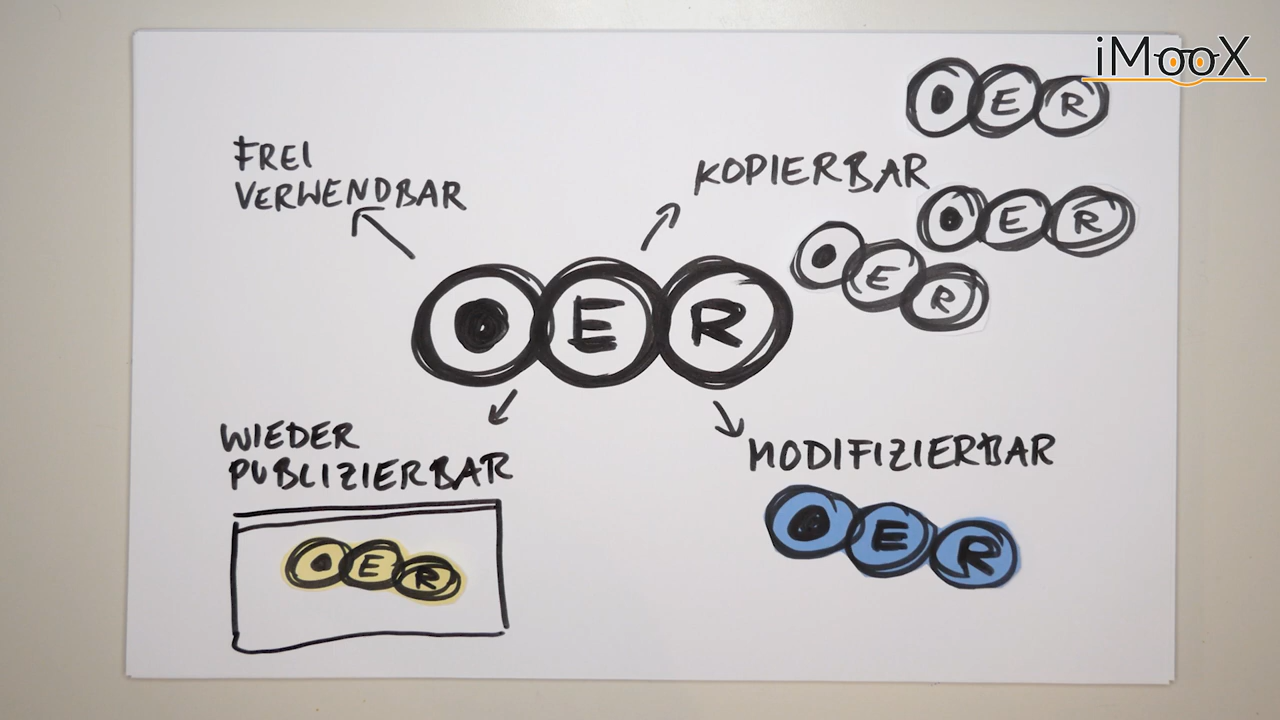 iMooX
OER
FREI
VERWENDBAR
KOPIERBAR
OER
OER
OER
WIEDER
PUBLIZIERBAR
MODIFIZIERBAR
OER
OER